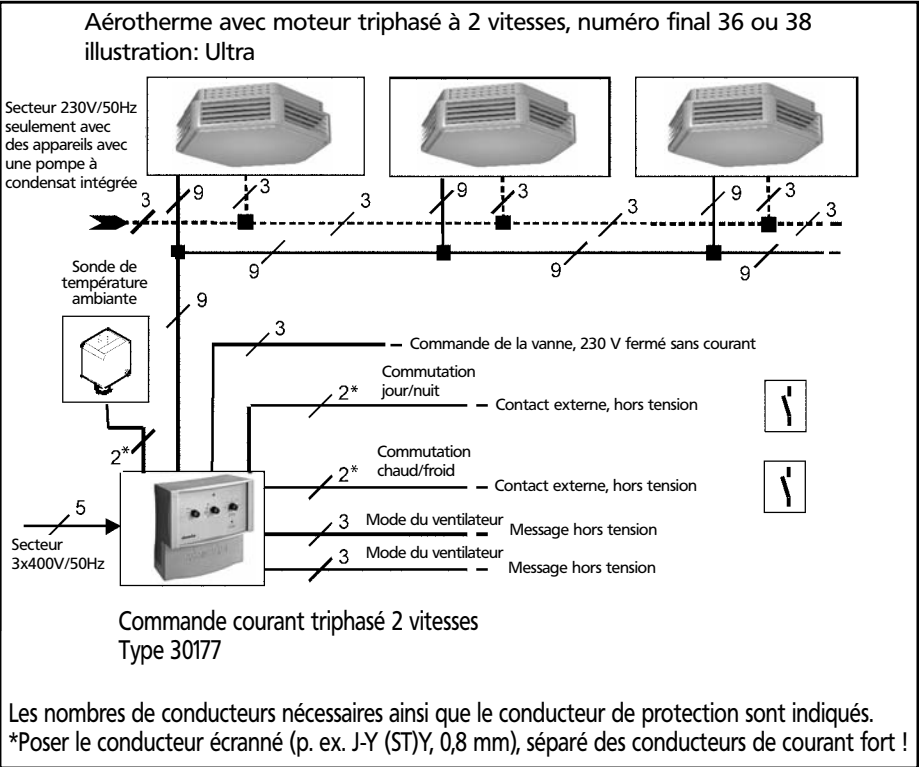 Aérotherme avec moteur triphasé à 2 vitesses, numéro final 36 ou 38
illustration: Ultra
Secteur 230V/50Hz
seulement avec
des appareils avec
une pompe à
condensat intégrée
9
3
9
3
9
3
3
3
3
3
9
9
9
Sonde de
température
ambiante
9
3
Commande de la vanne, 230 V fermé sans courant
Commutation
jour/nuit
2*
Contact externe, hors tension
2*
Commutation
chaud/froid
2*
Contact externe, hors tension
5
Secteur
3x400V/50Hz
3
Mode du ventilateur
Message hors tension
3
Mode du ventilateur
Message hors tension
Commande courant triphasé 2 vitesses
Type 30177
Les nombres de conducteurs nécessaires ainsi que le conducteur de protection sont indiqués.
*Poser le conducteur écranné (p. ex. J-Y (ST)Y, 0,8 mm), séparé des conducteurs de courant fort !